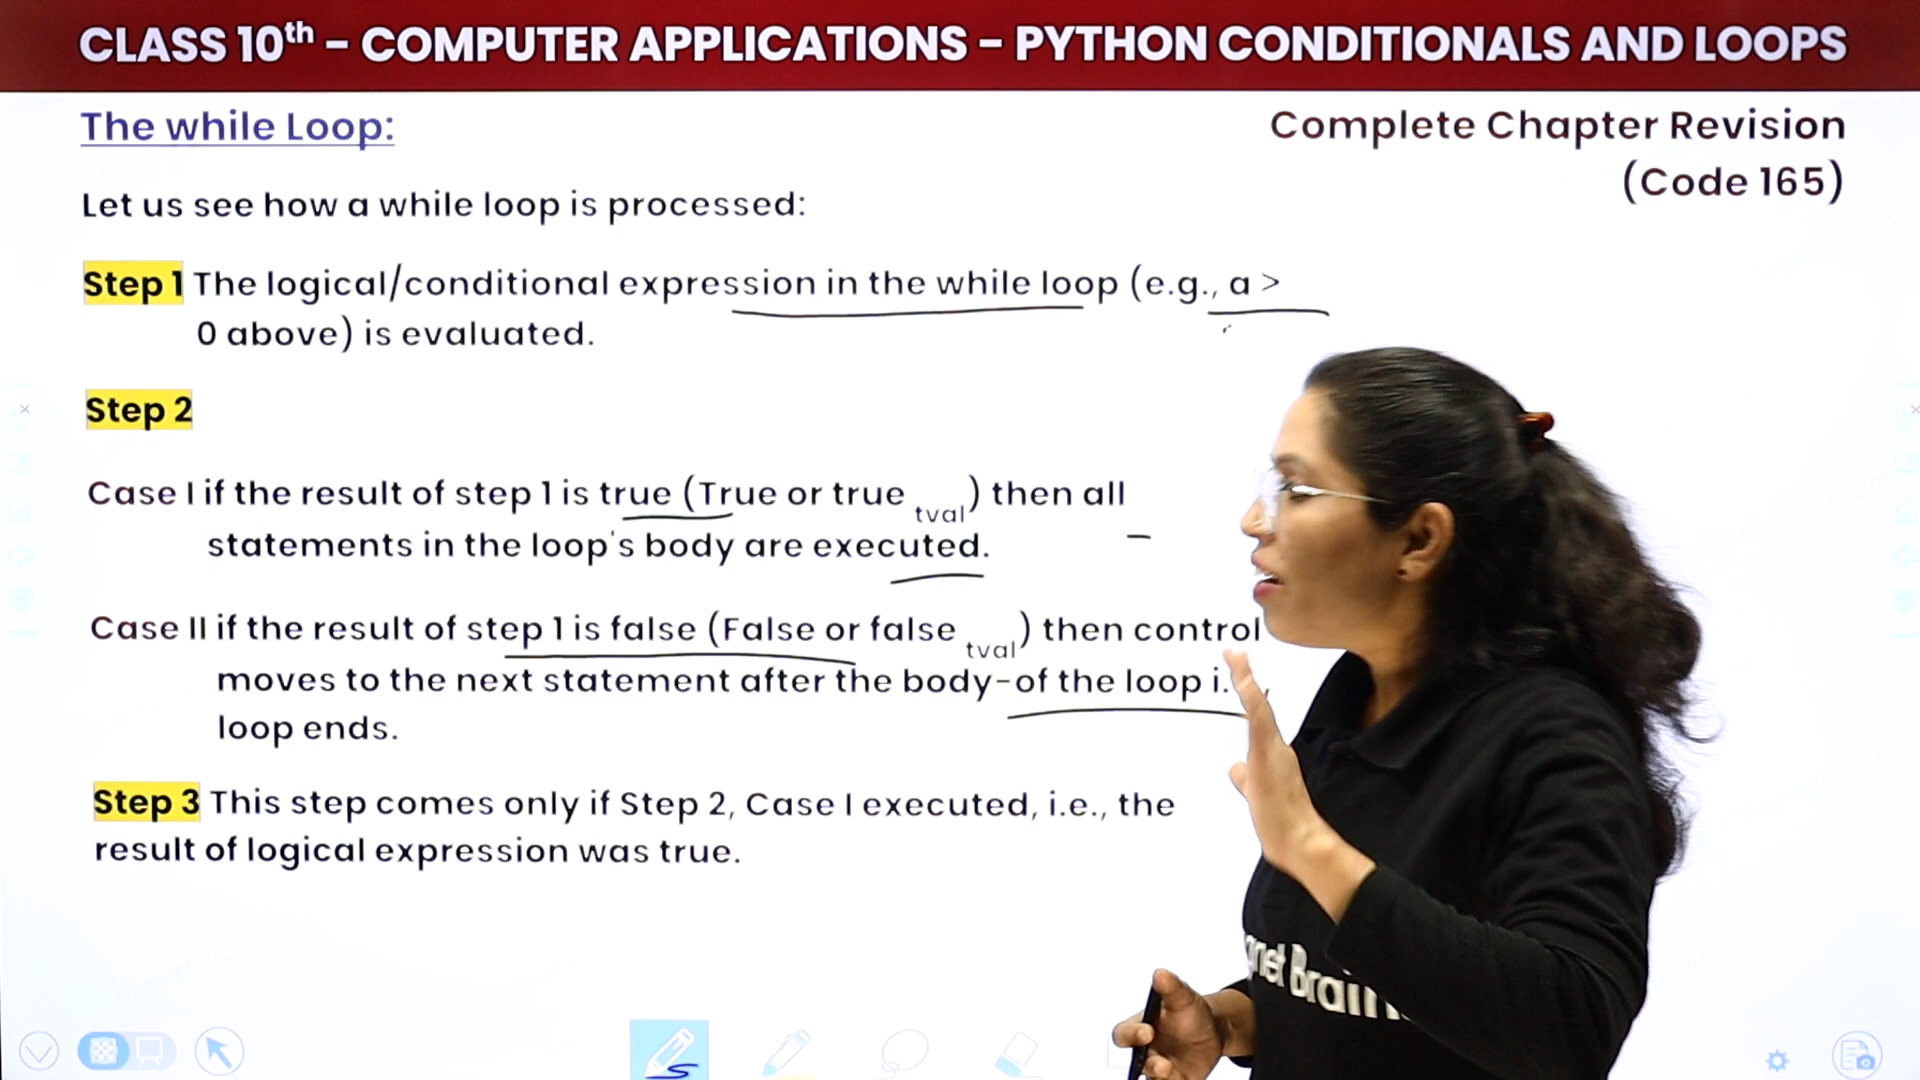 CLASS 10th – COMPUTER APPLICATIONS – PYTHON CONDITIONALS AND LOOPS
The while Loop:
Complete Chapter Revision
(Code 165)
Let us see how a while loop is processed:
Step 1 The logical/conditional expression in the while loop (e.g., a >
0 above) is evaluated.
Step 2
Case I if the result of step 1 is true (True or true tval) then all
statements in the loop's body are executed.
Case II if the result of step 1 is false (False or false tval) then control
moves to the next statement after the body-of the loop i.
loop ends.
Step 3 This step comes only if Step 2, Case I executed, i.e., the
result of logical expression was true.
Brain